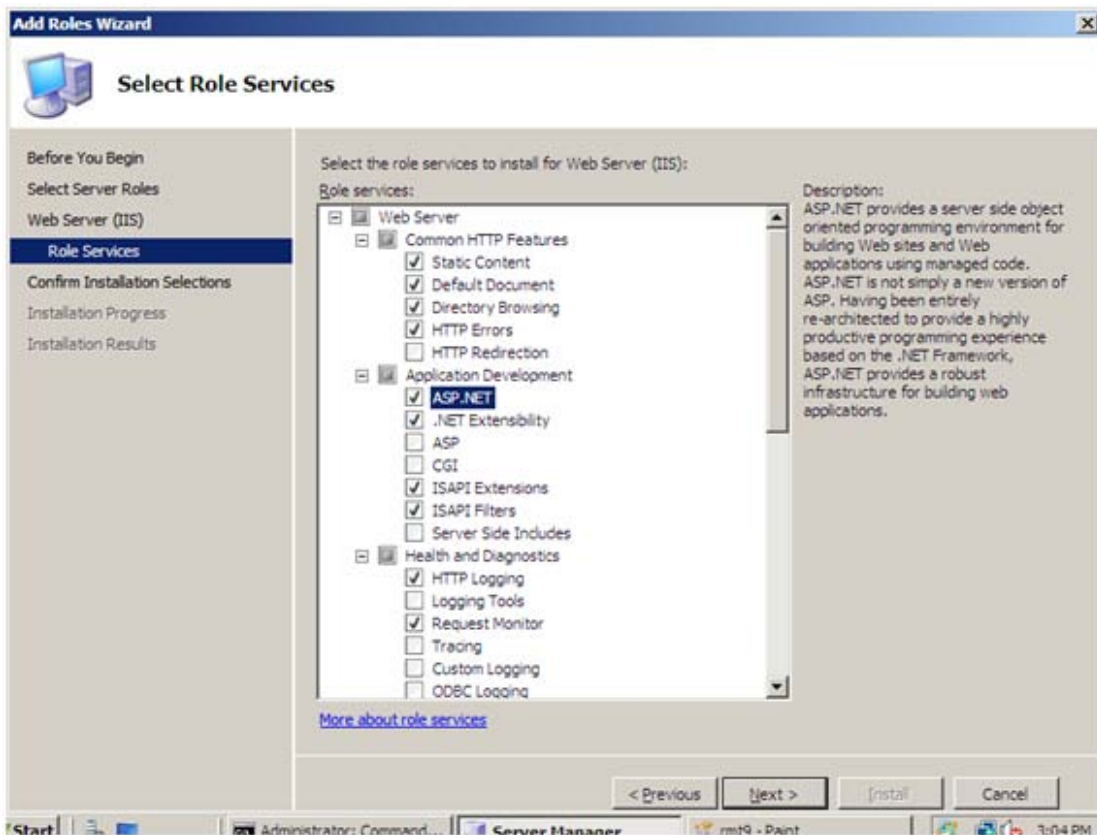 Add Roles Wizard
Select Role Services
Before You Begin
Select Server Roles
Web Server (IIS)
Role Services
Confirm Installation Selections
Installation Progress
Installation Results
Select the role services to install for Web Server (IIS):
Role services:
Web Server
Common HTTP Features
Static Content
Default Document
Directory Browsing
HTTP Errors
HTTP Redirection
Application Development
ASP.NET
.NET Extensibility
ASP
CGI
ISAPI Extensions
ISAPI Filters
Server Side Includes
Health and Diagnostics
HTTP Logging
Logging Tools
Request Monitor
Tracing
Custom Logging
ODBC Logging
More about role services
Description:
ASP.NET provides a server side object
oriented programming environment for
building Web sites and Web
applications using managed code.
ASP.NET is not simply a new version of
ASP. Having been entirely
re-architected to provide a highly
productive programming experience
based on the .NET Framework,
ASP.NET provides a robust
infrastructure for building web
applications.
< Previous
Next >
Install
Cancel
Start
Administrator: Command...
Server Manager
rmt9 - Paint
3:04 PM